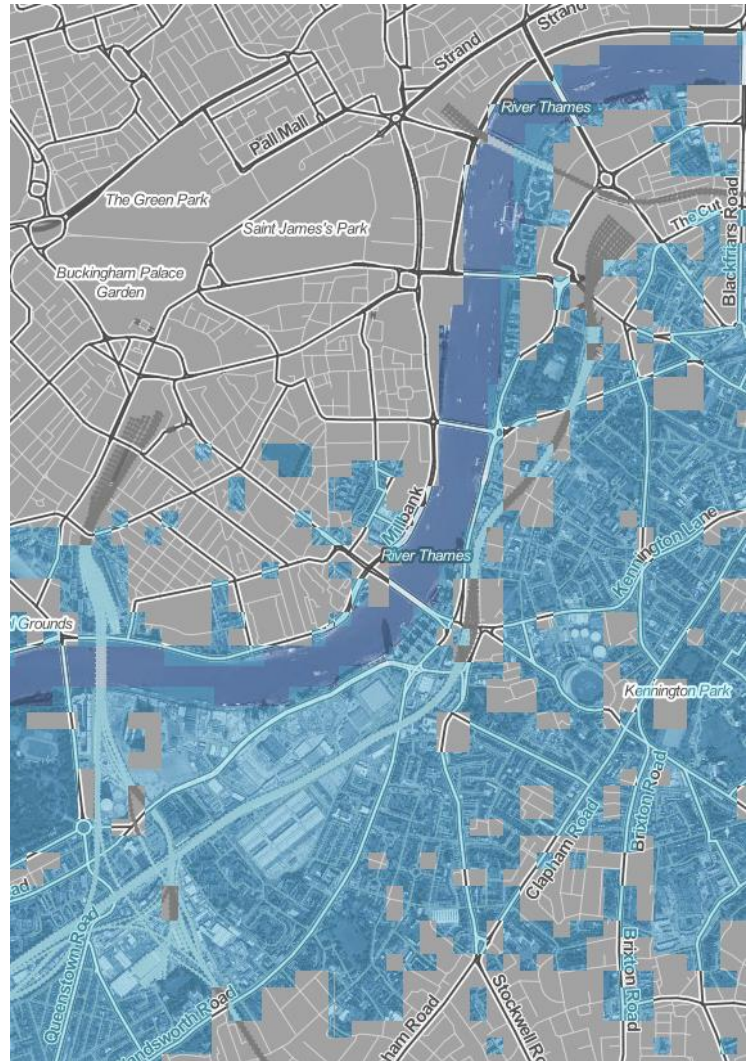 Strand
Strand
River Thames
Pall Mall
The Green Park
Saint James's Park
The Cut
Blackfriars Road
Buckingham Palace
Garden
Millbank
River Thames
Kennington Lane
Grounds
Kennington Park
Brixton Road
Clapham Road
Queenstown Road
Brixton Road
Stockwell Ro
andsworth Road
ham Road